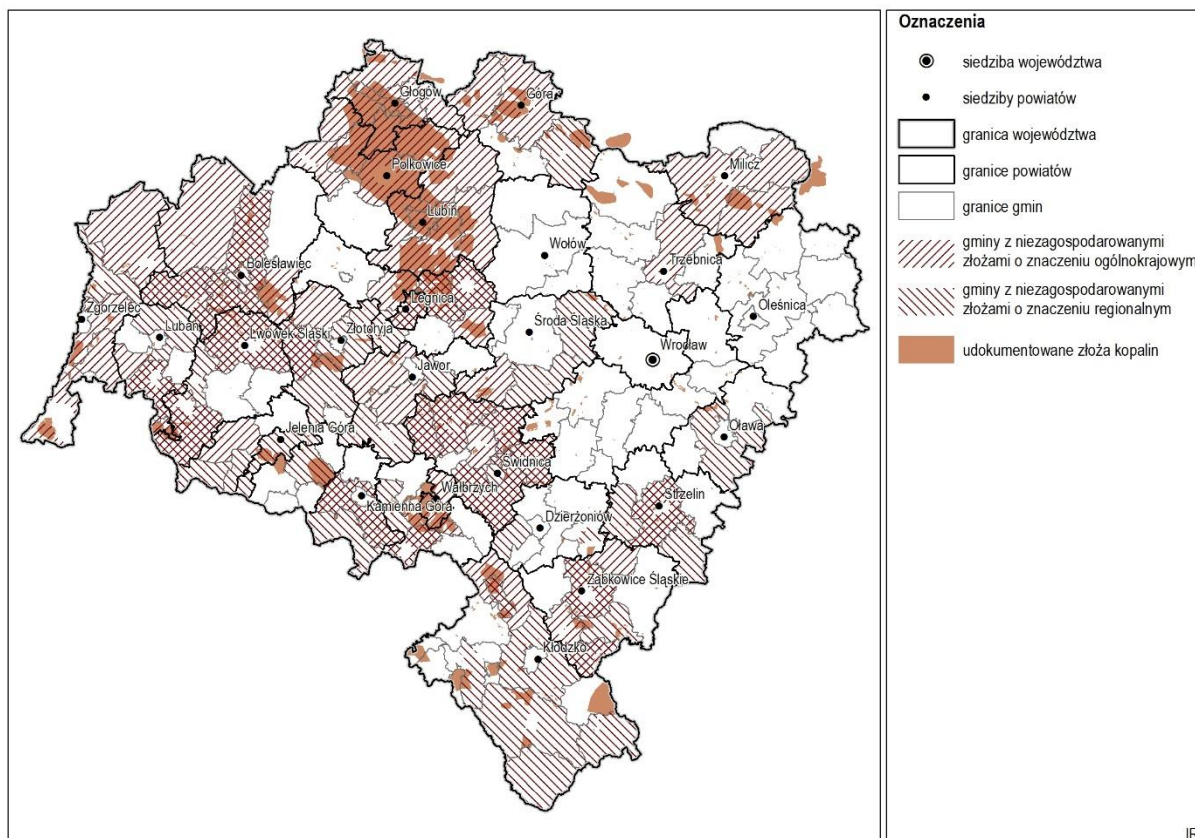 Oznaczenia
siedziba województwa
siedziby powiatów
granica województwa
granice powiatów
granice gmin
gminy z niezagospodarowanymi
złożami o znaczeniu ogólnokrajowym
gminy z niezagospodarowanymi
złożami o znaczeniu regionalnym
udokumentowane złoża kopalin
Głogów
Góra
Polkowice
Milicz
Lubin
Wołów
Trzebnica
Bolesławiec
Legnica
Oleśnica
Zgorzelec
Lubań
Lwówek Śląski
Złotoryja
Środa Śląska
Wrocław
Jawor
Jelenia Góra
Oława
Świdnica
Wałbrzych
Kamienna Góra
Strzelin
Dzierżoniów
Ząbkowice Śląskie
Kłodzko